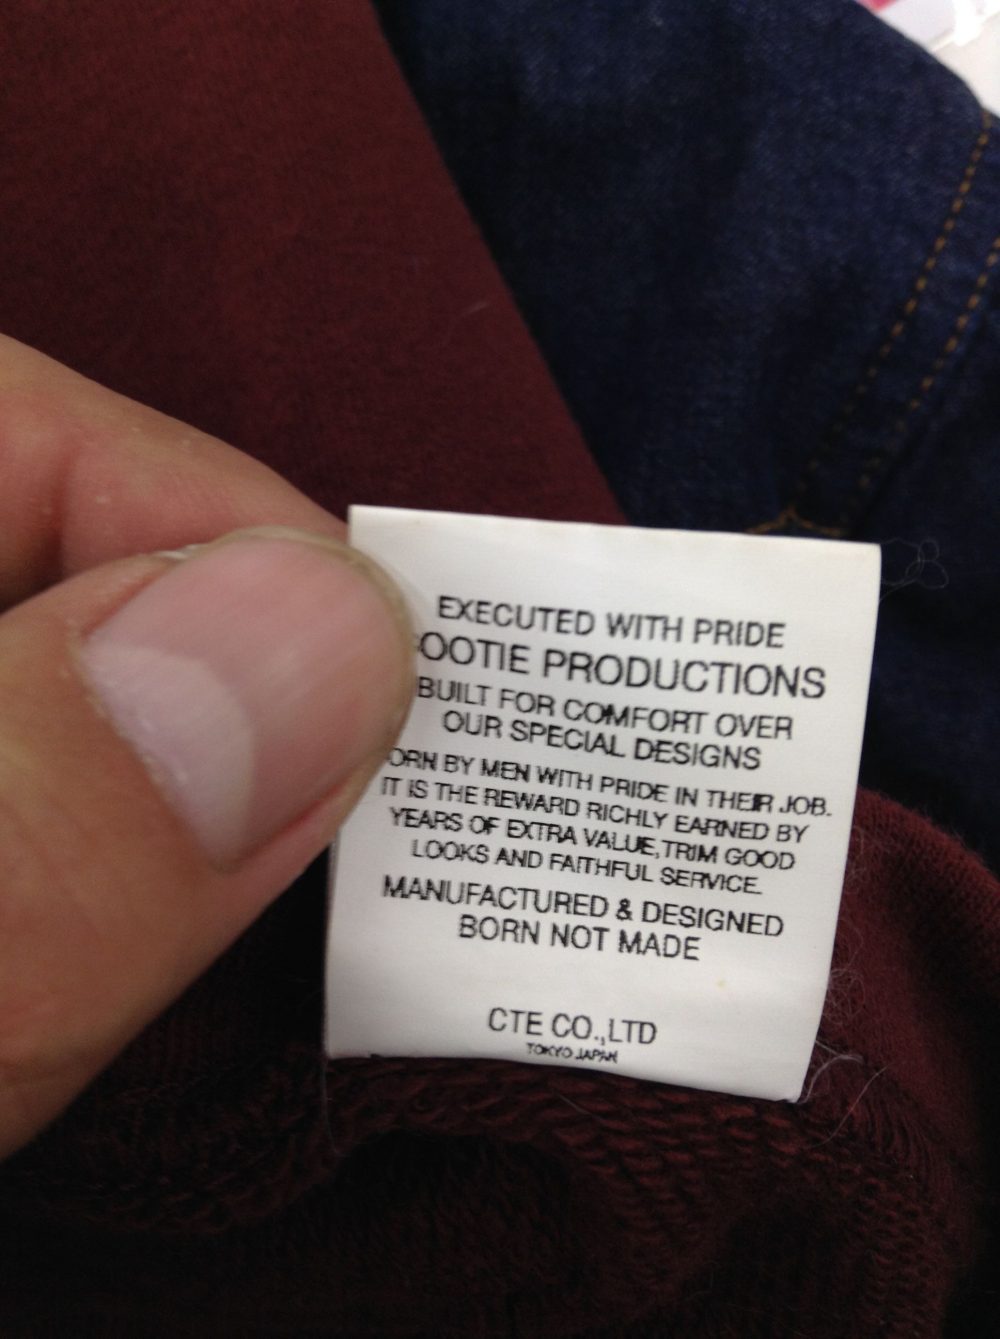 EXECUTED WITH PRIDE
OOTIE PRODUCTIONS
BUILT FOR COMFORT OVER
OUR SPECIAL DESIGNS
ORN BY MEN WITH PRIDE IN THEIR JOB.
IT IS THE REWARD RICHLY EARNED BY
YEARS OF EXTRA VALUE,TRIM GOOD
LOOKS AND FAITHFUL SERVICE.
MANUFACTURED & DESIGNED
BORN NOT MADE
CTE CO.,LTD
TOKYO JAPAN